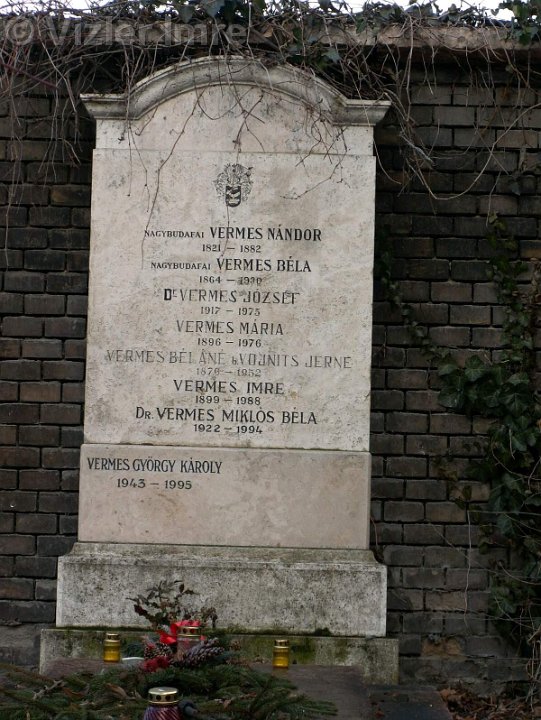 © Vizler Imre
NAGYBUDAFAI VERMES NÁNDOR
1821 – 1882
NAGYBUDAFAI VERMES BÉLA
1864 – 1930
Dr VERMES JÓZSEF
1917 – 1975
VERMES MÁRIA
1896 – 1976
VERMES BÉLÁNÉ VOJNITS JERNE
1952
VERMES IMRE
1899 – 1988
DR. VERMES MIKLÓS BÉLA
1922 – 1994
VERMES GYÖRGY KÁROLY
1943 – 1995